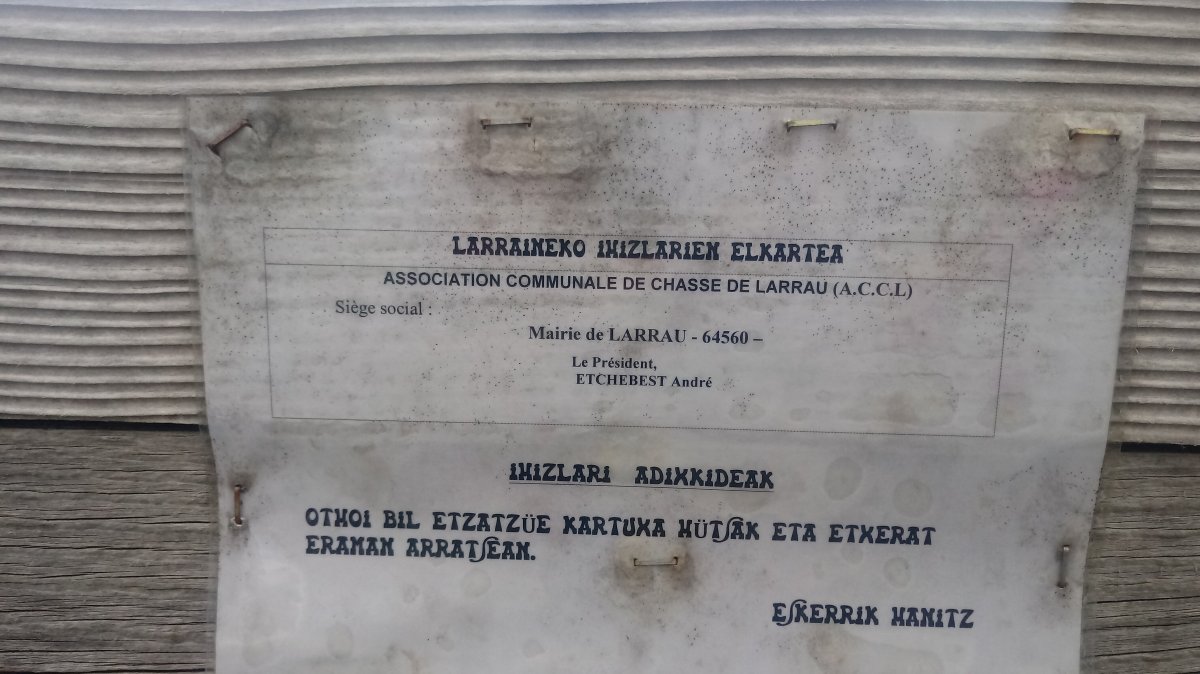 LARRAINEKO IHIZLARIEN ELKARTEA
ASSOCIATION COMMUNALE DE CHASSE DE LARRAU (A.C.C.L)
Siège social :
Mairie de LARRAU - 64560 –
Le Président,
ETCHEBEST André
IHIZLARI ADIXKIDEAK
OTHOI BIL ETZATZÜE KARTUXA HÜTSAK ETA ETXERAT
ERAMAN ARRATSEAN.
ESKERRIK HANITZ